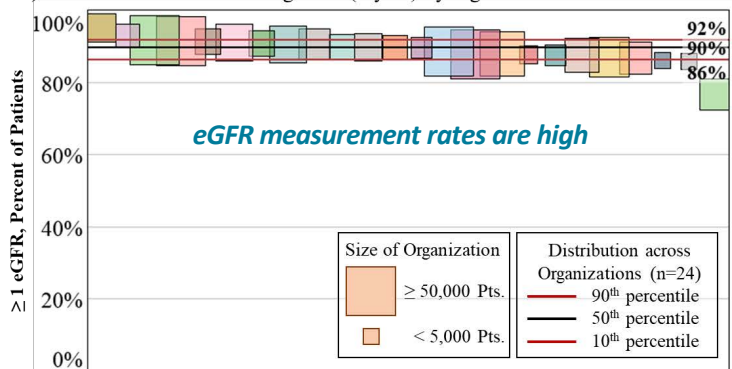 100%
80%
60%
40%
20%
0%
≥ 1 eGFR, Percent of Patients
92%
90%
86%
eGFR measurement rates are high
Size of Organization
≥ 50,000 Pts.
< 5,000 Pts.
Distribution across
Organizations (n=24)
90th percentile
50th percentile
10th percentile